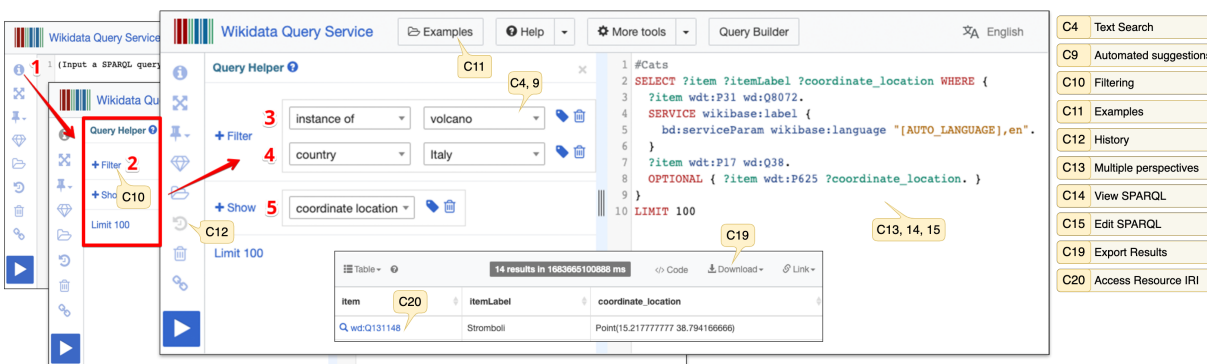 Wikidata Query Service
1
1 (Input a SPARQL query
Wikidata Qu
Query Helper
+ Filter
2
C10
+ Sho
Limit 100
Wikidata Query Service
Examples
Help
More tools
Query Builder
English
C11
Query Helper
×
C4, 9
3
instance of
volcano
+ Filter
4
country
Italy
+ Show
5
coordinate location
C12
Limit 100
1 #Cats
2 SELECT ?item ?itemLabel ?coordinate_location WHERE {
3 ?item wdt:P31 wd:Q8072.
4 SERVICE wikibase:label {
5 bd:serviceParam wikibase:language "[AUTO_LANGUAGE],en".
6 }
7 ?item wdt:P17 wd:Q38.
8 OPTIONAL { ?item wdt:P625 ?coordinate_location. }
9 }
10 LIMIT 100
C13, 14, 15
C19
Table
14 results in 1683665100888 ms
</> Code
Download
Link
item
C20
itemLabel
coordinate_location
wd:Q131148
Stromboli
Point(15.217777777 38.794166666)
C4 Text Search
C9 Automated suggestions
C10 Filtering
C11 Examples
C12 History
C13 Multiple perspectives
C14 View SPARQL
C15 Edit SPARQL
C19 Export Results
C20 Access Resource IRI